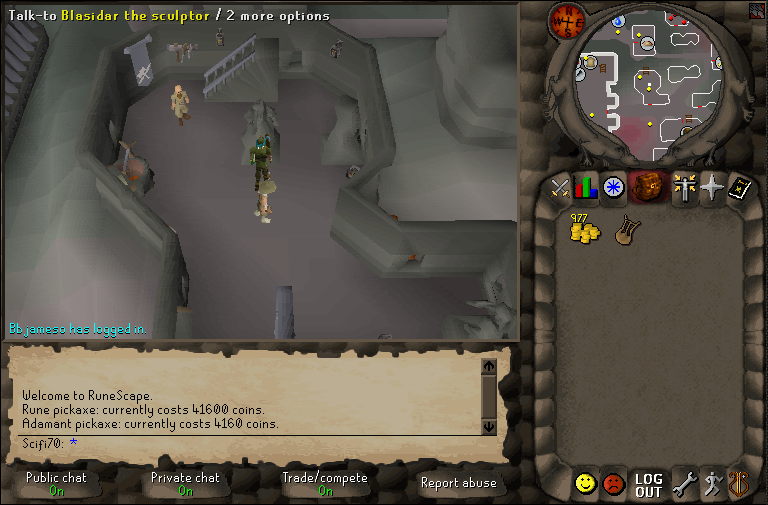 Talk-to Blasidar the sculptor / 2 more options
N
W E
S
977
Bb jameso has logged in.
Welcome to RuneScape.
Rune pickaxe: currently costs 41600 coins.
Adamant pickaxe: currently costs 4160 coins.
Scifi70: *
Public chat
On
Private chat
On
Trade/compete
On
Report abuse
LOG
OUT